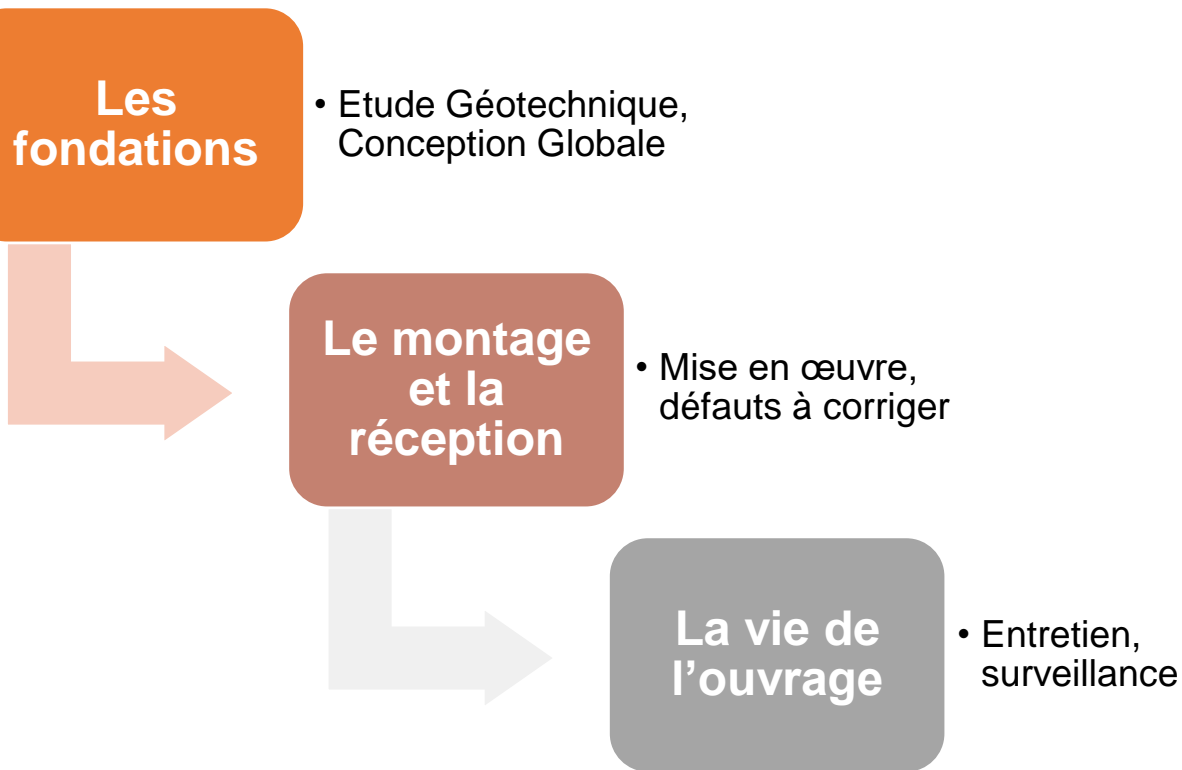 Les
fondations
• Etude Géotechnique,
Conception Globale
Le montage
et la
réception
• Mise en œuvre,
défauts à corriger
La vie de
l’ouvrage
• Entretien,
surveillance